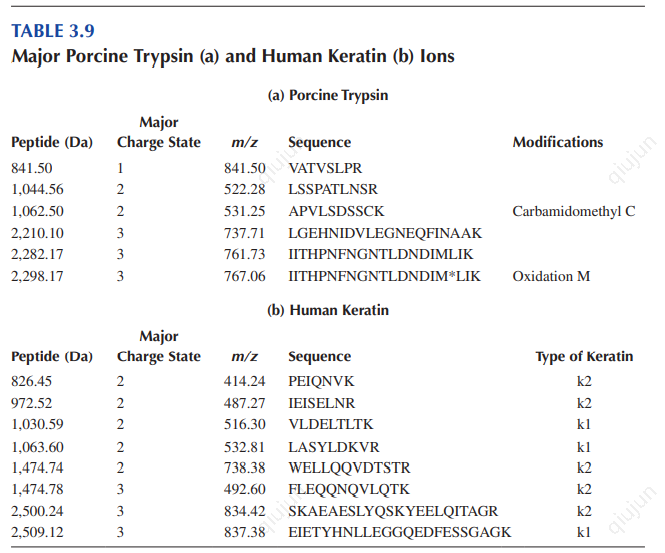 TABLE 3.9
Major Porcine Trypsin (a) and Human Keratin (b) Ions
(a) Porcine Trypsin
Major
Peptide (Da) Charge State m/z Sequence Modifications
841.50 1 841.50 VATVSLPR
1,044.56 2 522.28 LSSPATLNSR
1,062.50 2 531.25 APVLSDSSCK Carbamidomethyl C
2,210.10 3 737.71 LGEHNIDVLEGNEQFINAAK
2,282.17 3 761.73 IITHPNFNGNTLDNDIMLIK
2,298.17 3 767.06 IITHPNFNGNTLDNDIM*LIK Oxidation M
(b) Human Keratin
Major
Peptide (Da) Charge State m/z Sequence Type of Keratin
826.45 2 414.24 PEIQNVK k2
972.52 2 487.27 IEISELNR k2
1,030.59 2 516.30 VLDELTLTK k1
1,063.60 2 532.81 LASYLDKVR k1
1,474.74 2 738.38 WELLQQVDTSTR k2
1,474.78 3 492.60 FLEQQNQVLQTK k2
2,500.24 3 834.42 SKAEAESLYQSKYEELQITAGR k2
2,509.12 3 837.38 EIETYHNLLEGGQEDFESSGAGK k1
qiujun
qiujun
qiujun
qiujun